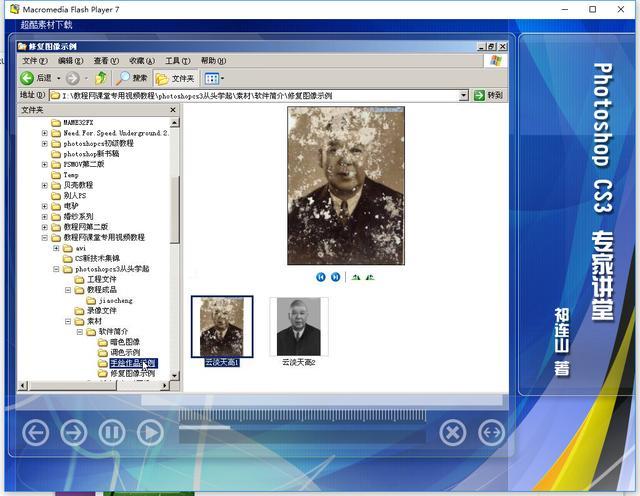 Macromedia Flash Player 7
超酷素材下载
修复图像示例
文件(F) 编辑(E) 查看(V) 收藏(A) 工具(T) 帮助(H)
后退 搜索 文件夹
地址(D) I:\教程网课堂专用视频教程\photoshopcs3从头学起\素材\软件简介\修复图像示例 转到
文件夹
MAME32FX
Need.For.Speed.Underground.2.
photoshopcs初级教程
photoshop新书稿
PSMOV第二版
Temp
贝壳教程
别人PS
电驴
婚纱系列
教程网第二版
教程网课堂专用视频教程
avi
CS新技术集锦
photoshopcs3从头学起
工程文件
教程成品
jiaocheng
录像文件
素材
软件简介
暗色图像
调色示例
手绘作品示例
修复图像示例
云淡天高1
云淡天高2
Photoshop CS3 专家讲堂
祁连山 著